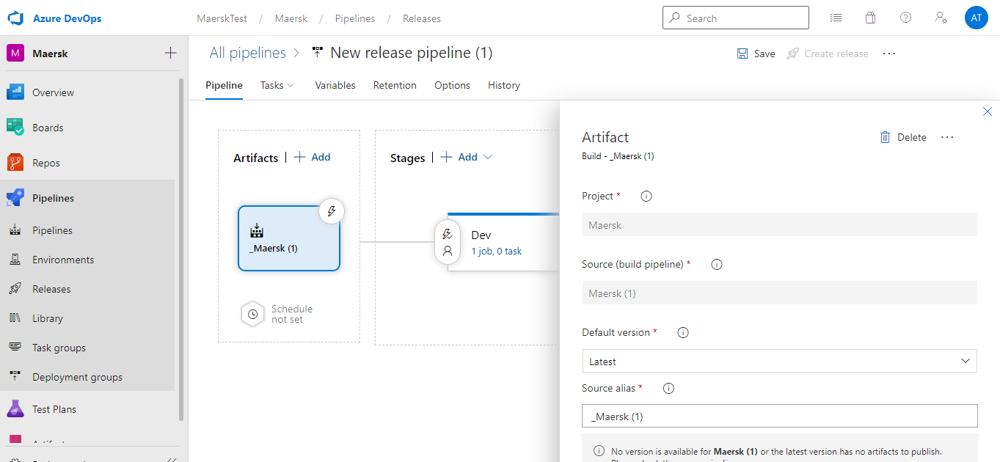 Azure DevOps
MaerskTest / Maersk / Pipelines / Releases
Search
AT
M Maersk
Overview
Boards
Repos
Pipelines
Pipelines
Environments
Releases
Library
Task groups
Deployment groups
Test Plans
All pipelines > New release pipeline (1)
Save
Create release
Pipeline Tasks Variables Retention Options History
Artifacts | + Add
_Maersk (1)
Schedule
not set
Stages | + Add
Dev
1 job, 0 task
Artifact
Delete
Build - _Maersk (1)
Project *
Maersk
Source (build pipeline) *
Maersk (1)
Default version *
Latest
Source alias *
_Maersk (1)
No version is available for Maersk (1) or the latest version has no artifacts to publish.